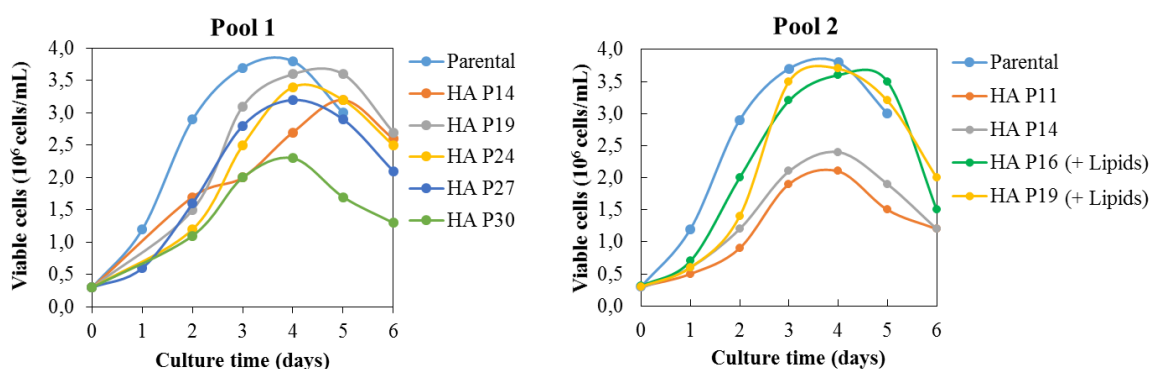 Pool 1
Viable cells (10⁶ cells/mL)
4,0
3,5
3,0
2,5
2,0
1,5
1,0
0,5
0,0
0 1 2 3 4 5 6
Culture time (days)
Parental
HA P14
HA P19
HA P24
HA P27
HA P30
Pool 2
Viable cells (10⁶ cells/mL)
4,0
3,5
3,0
2,5
2,0
1,5
1,0
0,5
0,0
0 1 2 3 4 5 6
Culture time (days)
Parental
HA P11
HA P14
HA P16 (+ Lipids)
HA P19 (+ Lipids)